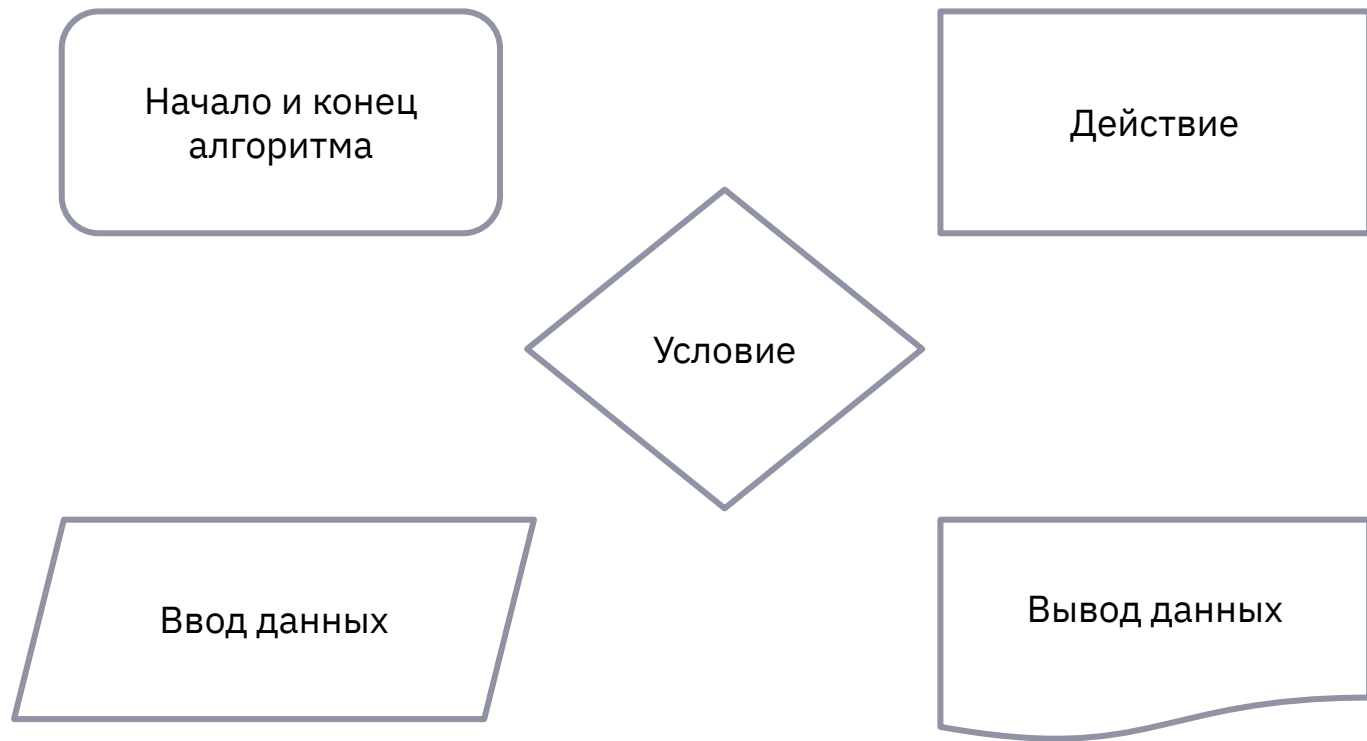 Начало и конец
алгоритма
Действие
Условие
Ввод данных
Вывод данных